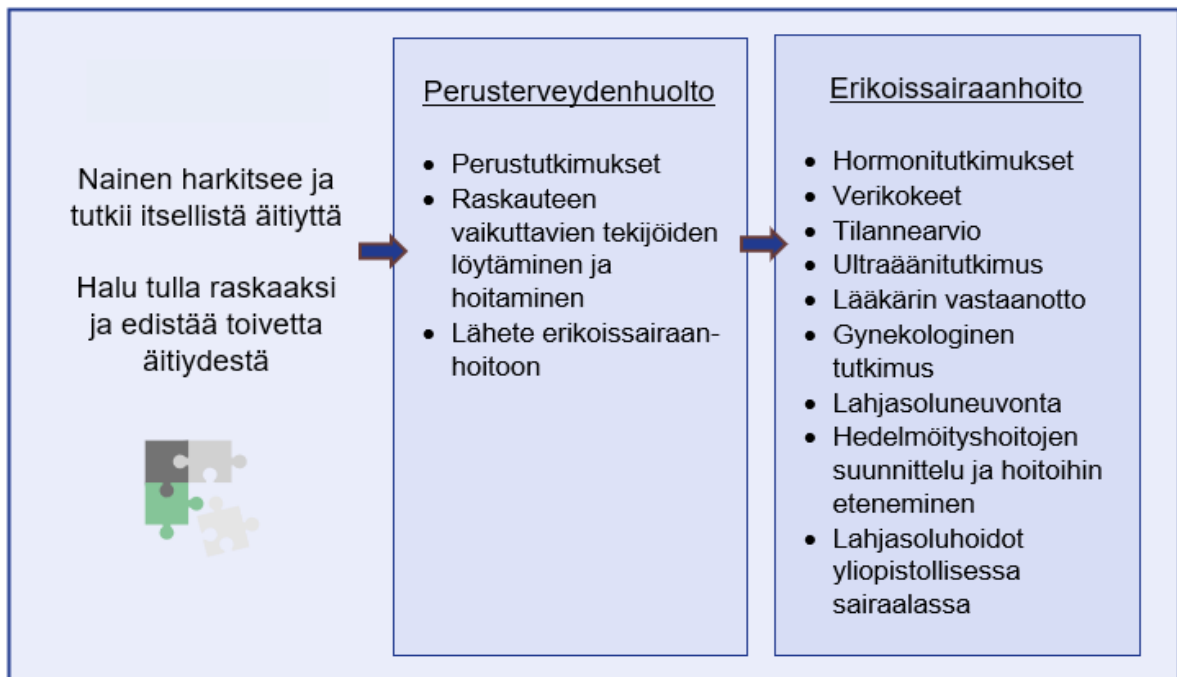 Nainen harkitsee ja
tutkii itsellistä äitiyttä
Halu tulla raskaaksi
ja edistää toivetta
äitiydestä
Perusterveydenhuolto
• Perustutkimukset
• Raskauteen
vaikuttavien tekijöiden
löytäminen ja
hoitaminen
• Lähete erikoissairaan-
hoitoon
Erikoissairaanhoito
• Hormonitutkimukset
• Verikokeet
• Tilannearvio
• Ultraäänitutkimus
• Lääkärin vastaanotto
• Gynekologinen
tutkimus
• Lahjasoluneuvonta
• Hedelmöityshoitojen
suunnittelu ja hoitoihin
eteneminen
• Lahjasoluhoidot
yliopistollisessa
sairaalassa